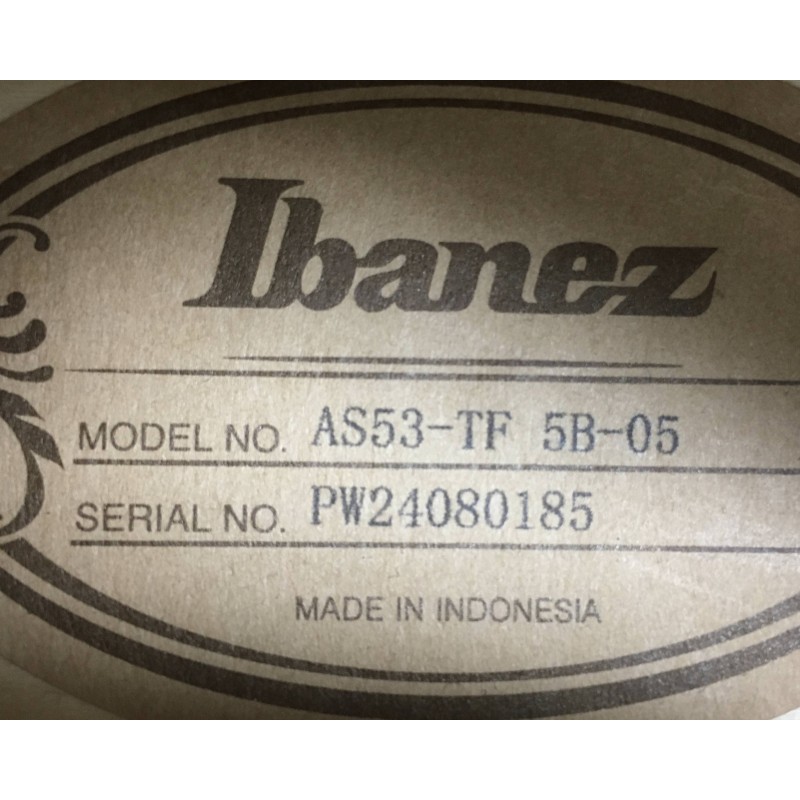 Ibanez
MODEL NO. AS53-TF 5B-05
SERIAL NO. PW24080185
MADE IN INDONESIA